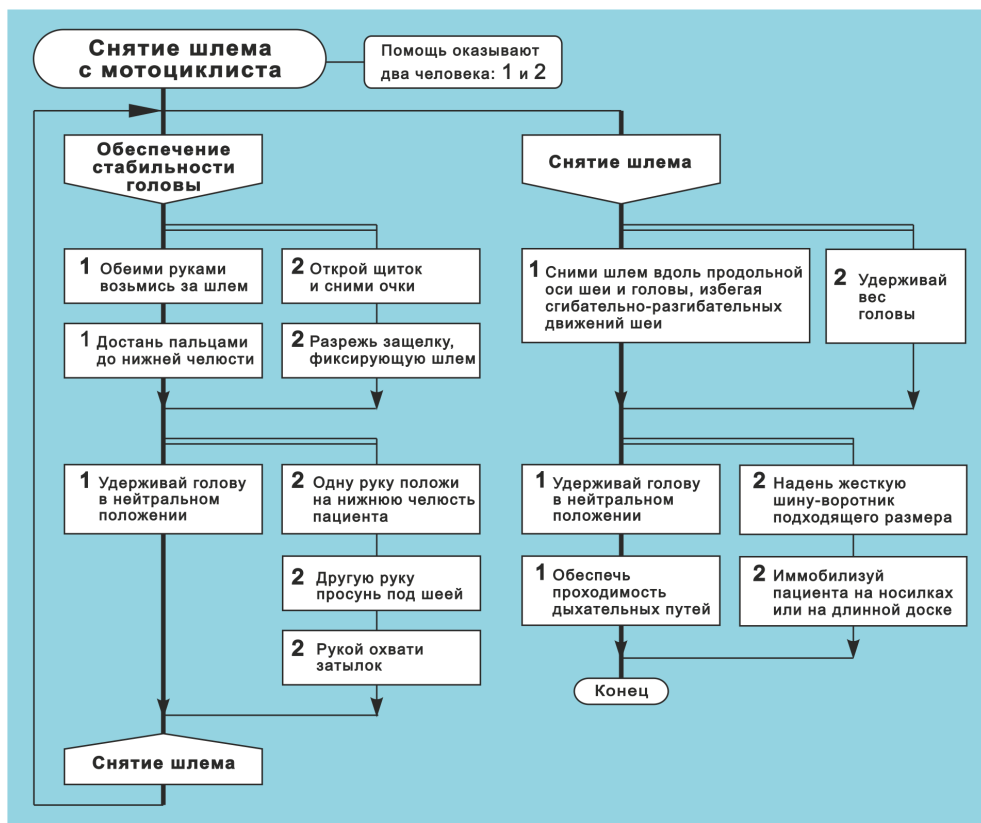 Снятие шлема
с мотоциклиста
Помощь оказывают
два человека: 1 и 2
Обеспечение
стабильности
головы
1 Обеими руками
возьмись за шлем
2 Открой щиток
и сними очки
1 Достань пальцами
до нижней челюсти
2 Разрежь защелку,
фиксирующую шлем
1 Удерживай голову
в нейтральном
положении
2 Одну руку положи
на нижнюю челюсть
пациента
2 Другую руку
просунь под шеей
2 Рукой охвати
затылок
Снятие шлема
Снятие шлема
1 Сними шлем вдоль продольной
оси шеи и головы, избегая
сгибательно-разгибательных
движений шеи
2 Удерживай
вес
головы
1 Удерживай голову
в нейтральном
положении
2 Надень жесткую
шину-воротник
подходящего размера
1 Обеспечь
проходимость
дыхательных путей
2 Иммобилизуй
пациента на носилках
или на длинной доске
Конец